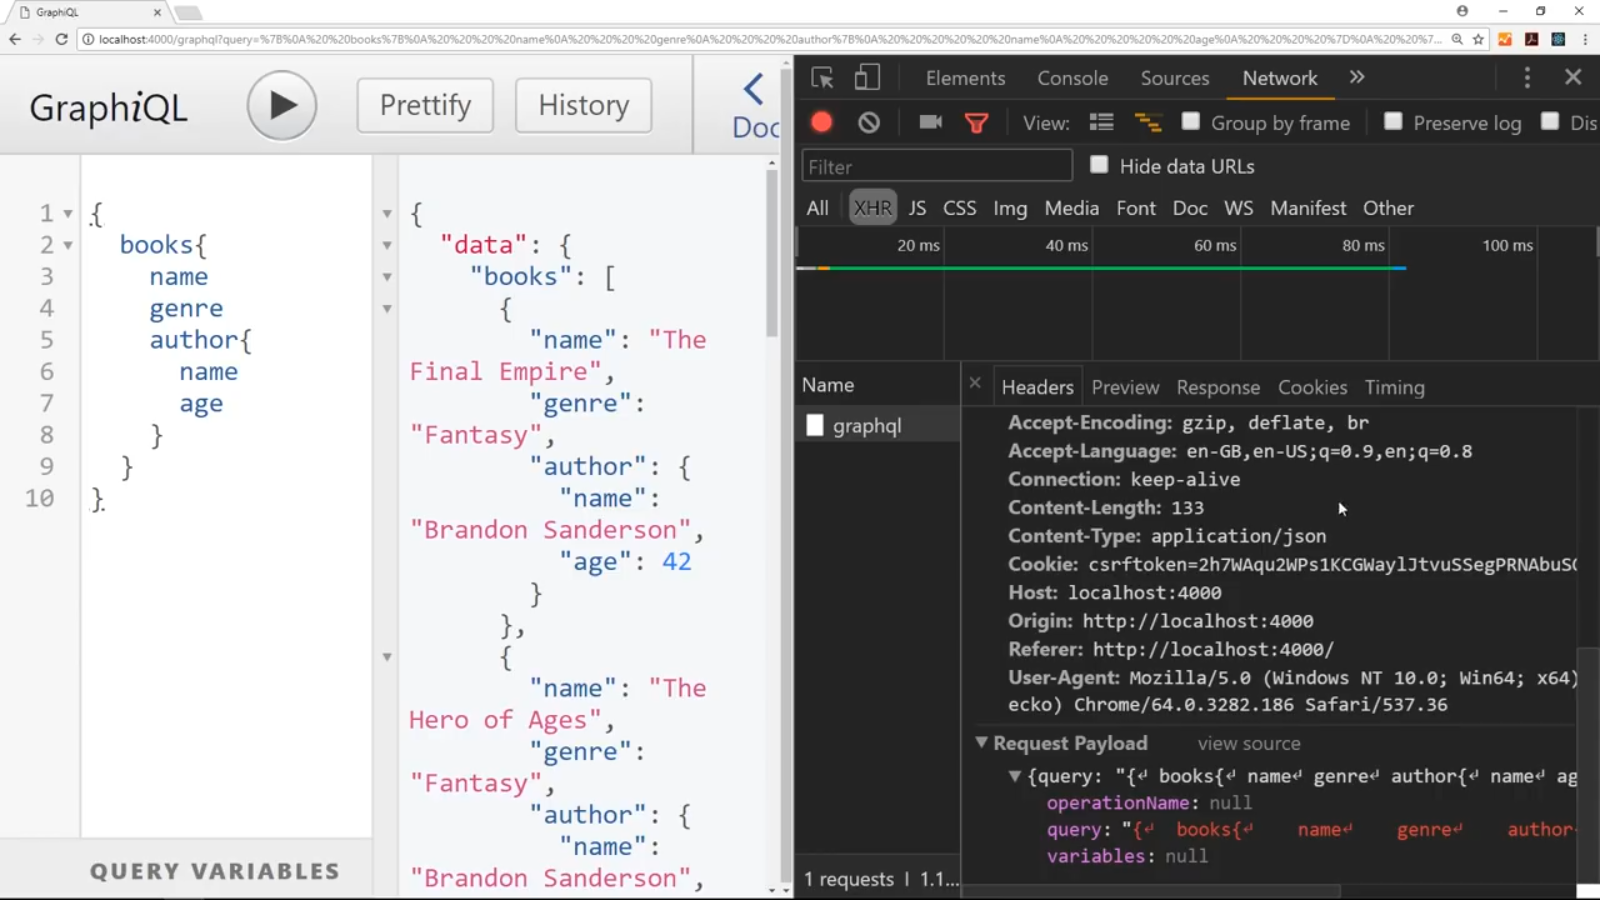 GraphiQL
localhost:4000/graphql?query=%7B%0A%20%20books%7B%0A%20%20%20%20name%0A%20%20%20%20genre%0A%20%20%20%20author%7B%0A%20%20%20%20%20%20name%0A%20%20%20%20%20%20age%0A%20%20%20%20%7D%0A%20%20%7...
GraphiQL
Prettify
History
Doc
1 {
2 books{
3 name
4 genre
5 author{
6 name
7 age
8 }
9 }
10 }
QUERY VARIABLES
{
"data": {
"books": [
{
"name": "The
Final Empire",
"genre":
"Fantasy",
"author": {
"name":
"Brandon Sanderson",
"age": 42
}
},
{
"name": "The
Hero of Ages",
"genre":
"Fantasy",
"author": {
"name":
"Brandon Sanderson",
Elements Console Sources Network »
View: Group by frame Preserve log Dis
Filter
Hide data URLs
All XHR JS CSS Img Media Font Doc WS Manifest Other
20 ms 40 ms 60 ms 80 ms 100 ms
Name
graphql
1 requests | 1.1...
× Headers Preview Response Cookies Timing
Accept-Encoding: gzip, deflate, br
Accept-Language: en-GB,en-US;q=0.9,en;q=0.8
Connection: keep-alive
Content-Length: 133
Content-Type: application/json
Cookie: csrftoken=2h7WAqu2WPs1KCGWaylJtvuSSegPRNAbuS
Host: localhost:4000
Origin: http://localhost:4000
Referer: http://localhost:4000/
User-Agent: Mozilla/5.0 (Windows NT 10.0; Win64; x64)
ecko) Chrome/64.0.3282.186 Safari/537.36
Request Payload view source
{query: "{↵ books{↵ name↵ genre↵ author{↵ name↵ ag
operationName: null
query: "{↵ books{↵ name↵ genre↵ author
variables: null